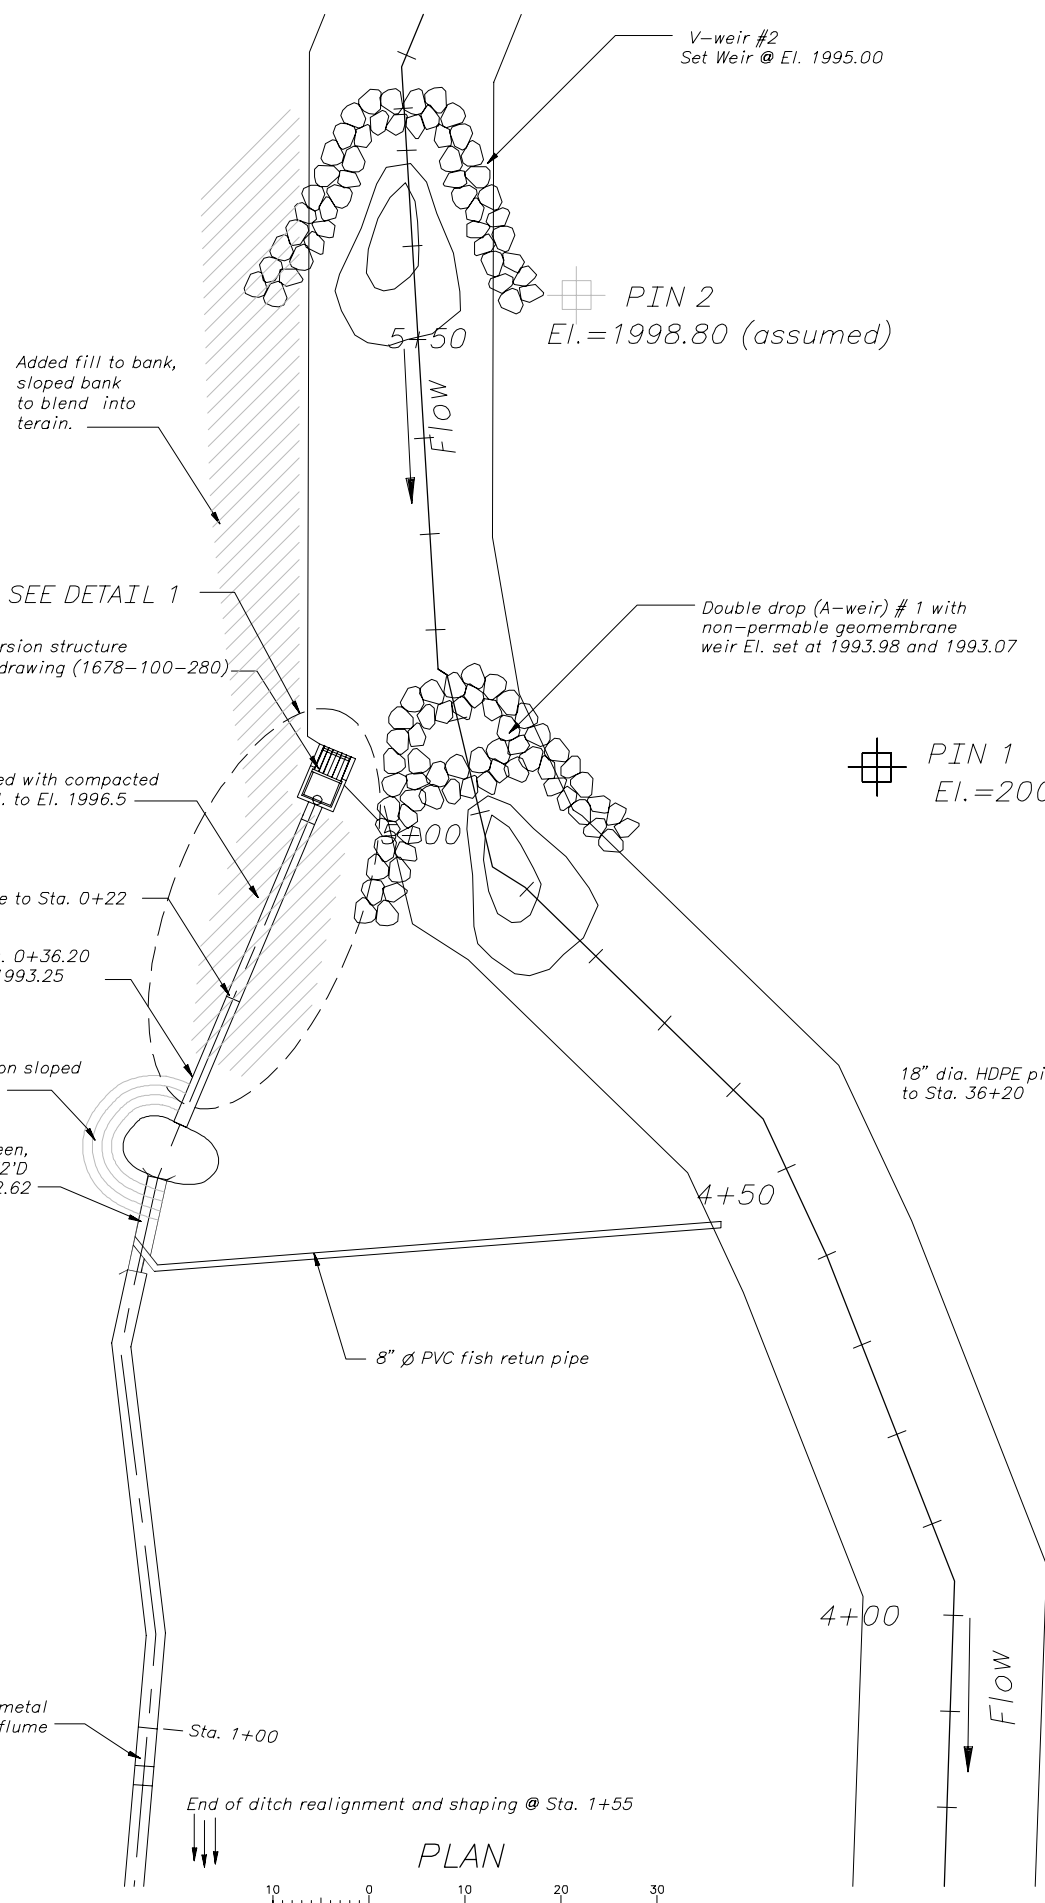 V-weir #2
Set Weir @ El. 1995.00
PIN 2
El.=1998.80 (assumed)
5+50
Flow
Added fill to bank,
sloped bank
to blend into
terain.
SEE DETAIL 1
rsion structure
drawing (1678-100-280)
Double drop (A-weir) # 1 with
non-permable geomembrane
weir El. set at 1993.98 and 1993.07
PIN 1
El.=200
ed with compacted
. to El. 1996.5
5+00
e to Sta. 0+22
. 0+36.20
1993.25
on sloped
18" dia. HDPE pi
to Sta. 36+20
een,
2'D
2.62
4+50
8" ø PVC fish retun pipe
4+00
Flow
metal
flume
Sta. 1+00
End of ditch realignment and shaping @ Sta. 1+55
PLAN
10 0 10 20 30